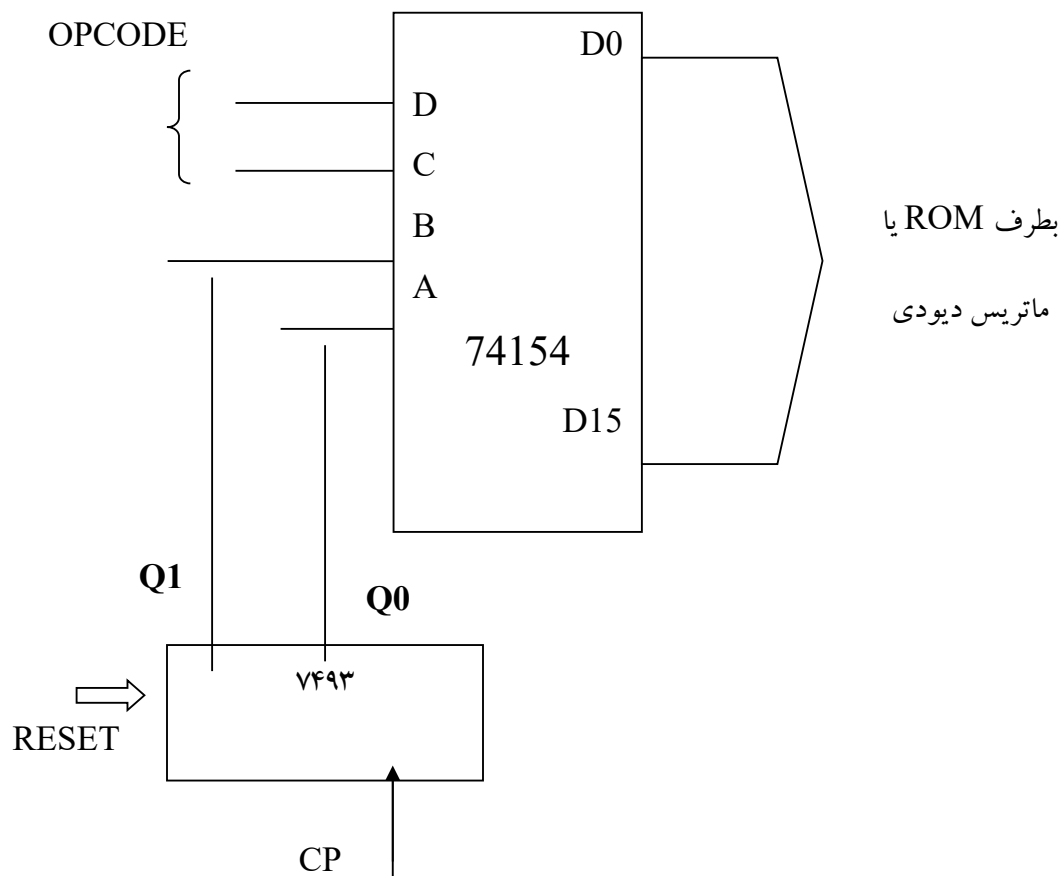 OPCODE
D0
D
C
B
A
74154
D15
بطرف ROM یا
ماتریس دیودی
Q1
Q0
۷۴۹۳
RESET
CP